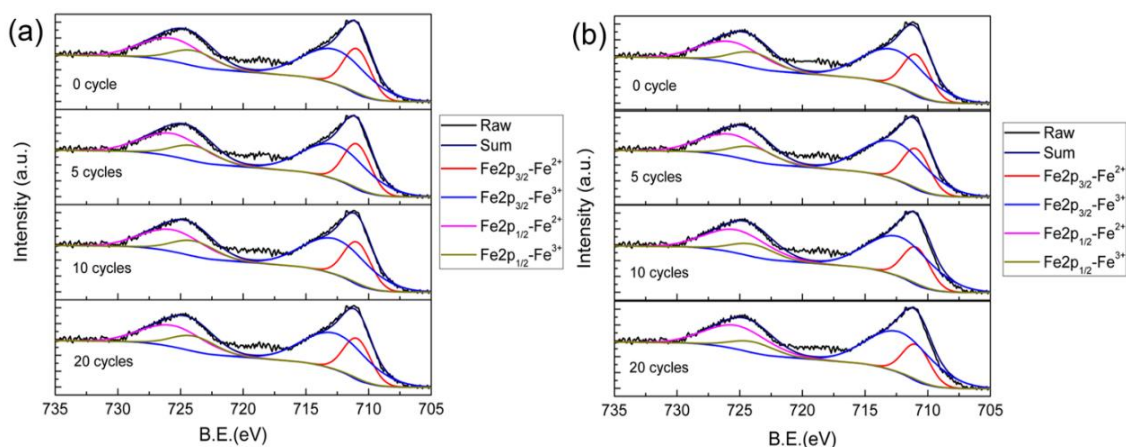 (a)
Intensity (a.u.)
0 cycle
5 cycles
10 cycles
20 cycles
735 730 725 720 715 710 705
B.E.(eV)
Raw
Sum
Fe2p3/2-Fe2+
Fe2p3/2-Fe3+
Fe2p1/2-Fe2+
Fe2p1/2-Fe3+
(b)
Intensity (a.u.)
0 cycle
5 cycles
10 cycles
20 cycles
735 730 725 720 715 710 705
B.E.(eV)
Raw
Sum
Fe2p3/2-Fe2+
Fe2p3/2-Fe3+
Fe2p1/2-Fe2+
Fe2p1/2-Fe3+